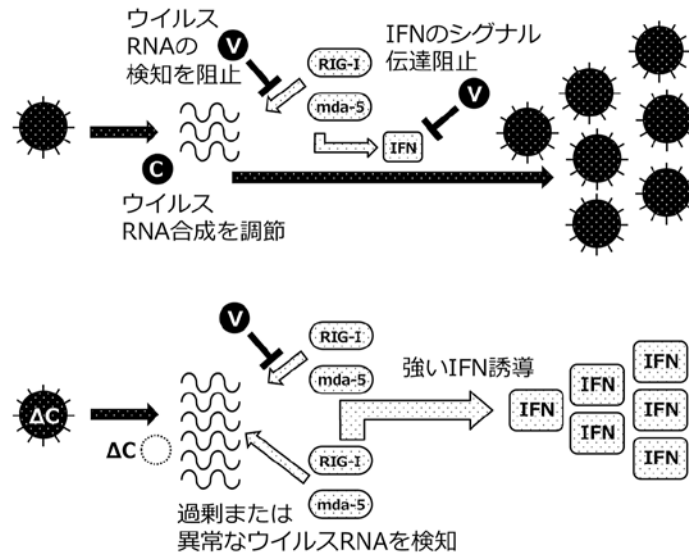 ウイルス
RNAの
検知を阻止
V
RIG-I
mda-5
IFNのシグナル
伝達阻止
V
IFN
C
ウイルス
RNA合成を調節
V
RIG-I
mda-5
強いIFN誘導
IFN
IFN
IFN
IFN
IFN
IFN
ΔC
ΔC
RIG-I
mda-5
過剰または
異常なウイルスRNAを検知